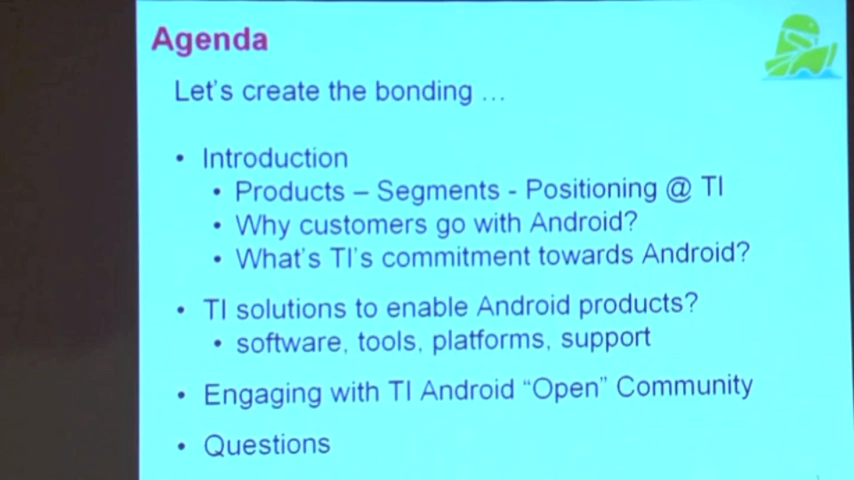 Agenda
Let's create the bonding ...
• Introduction
• Products – Segments - Positioning @ TI
• Why customers go with Android?
• What's TI's commitment towards Android?
• TI solutions to enable Android products?
• software, tools, platforms, support
• Engaging with TI Android “Open” Community
• Questions